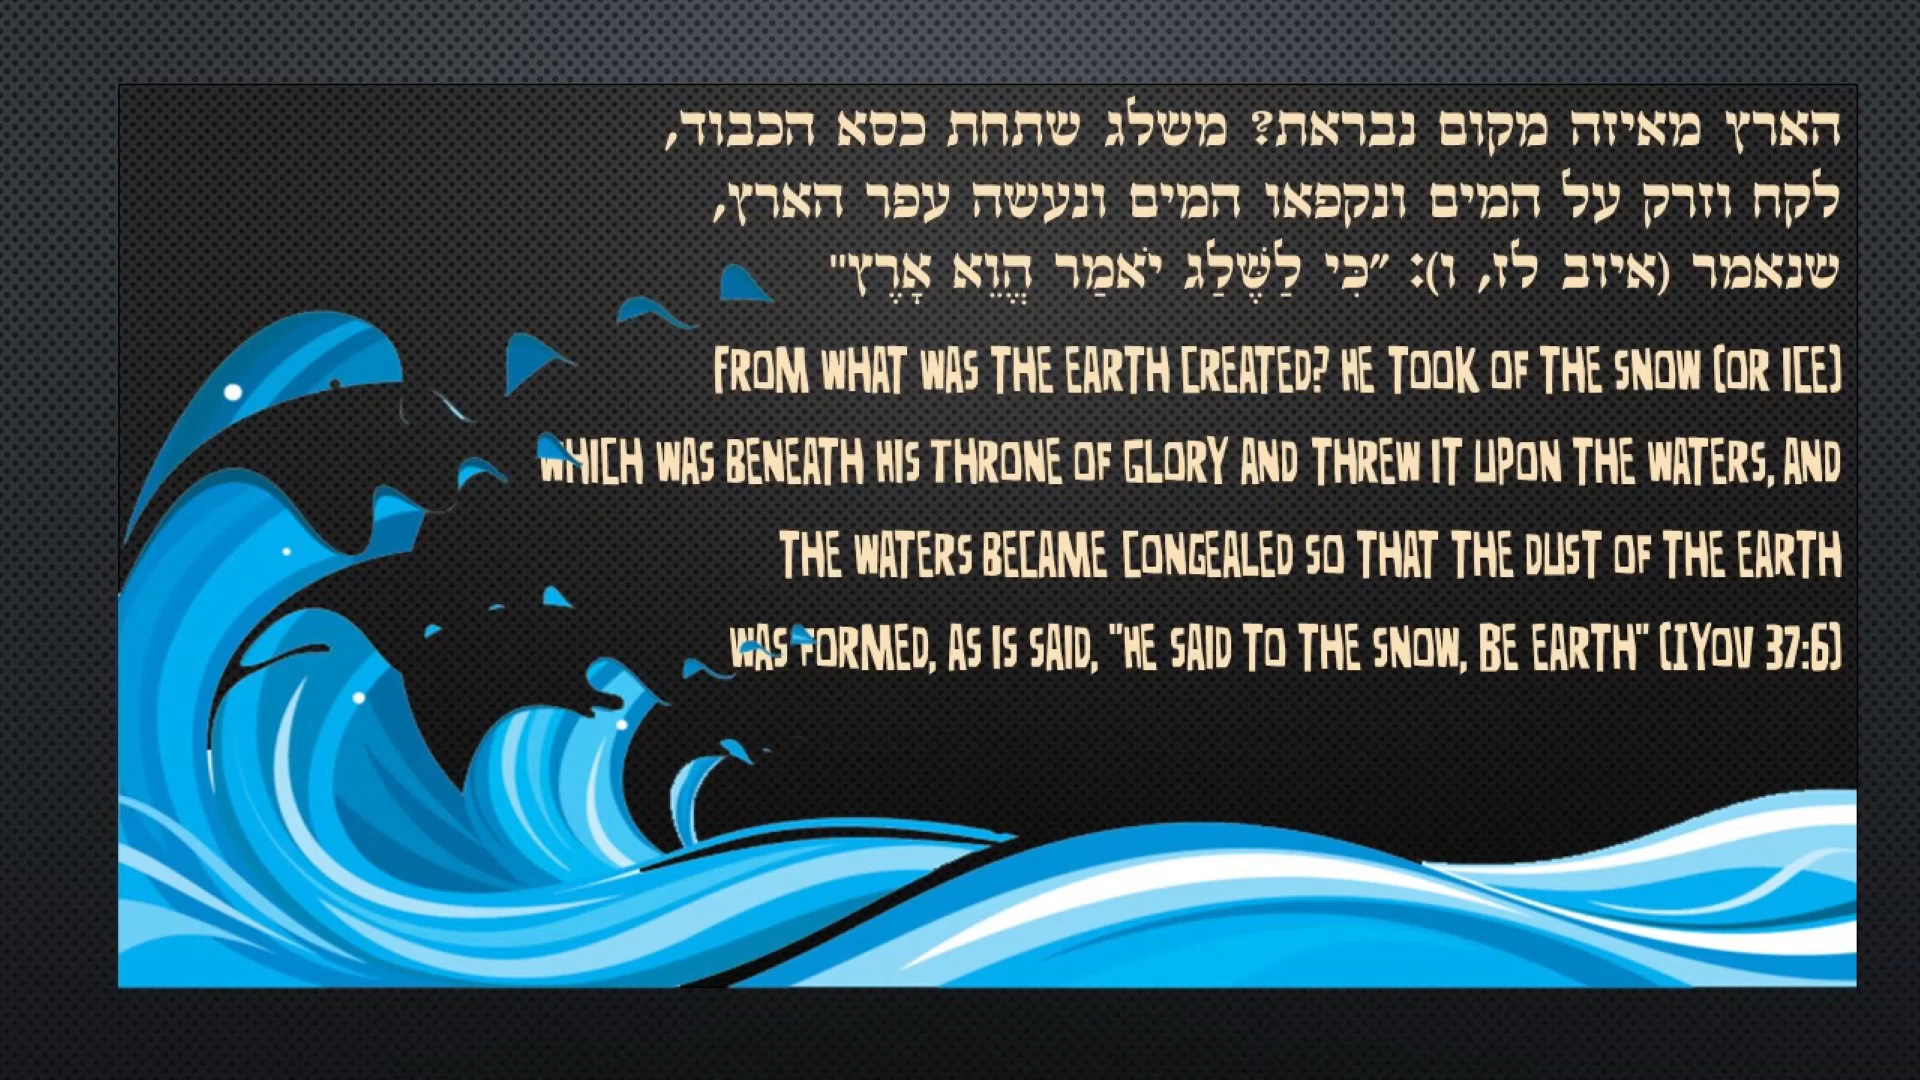 הארץ מאיזה מקום נבראת? משלג שתחת כסא הכבוד,
לקח וזרק על המים ונקפאו המים ונעשה עפר הארץ,
שנאמר (איוב לז, ו): "כִּי לַשֶּׁלַג יֹאמַר הֱוֵא אָרֶץ"
FROM WHAT WAS THE EARTH CREATED? HE TOOK OF THE SNOW (OR ICE)
WHICH WAS BENEATH HIS THRONE OF GLORY AND THREW IT UPON THE WATERS, AND
THE WATERS BECAME CONGEALED SO THAT THE DUST OF THE EARTH
WAS FORMED, AS IS SAID, "HE SAID TO THE SNOW, BE EARTH" (IYOV 37:6)